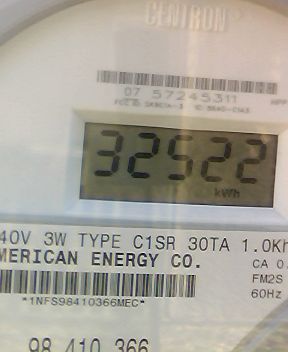 CENTRON
07 57245311
32522
kWh
40V 3W TYPE C1SR 30TA 1.0Kh
MERICAN ENERGY CO.
CA 0.
FM2S
60Hz
*1NFS98410366MEC*
98 410 366